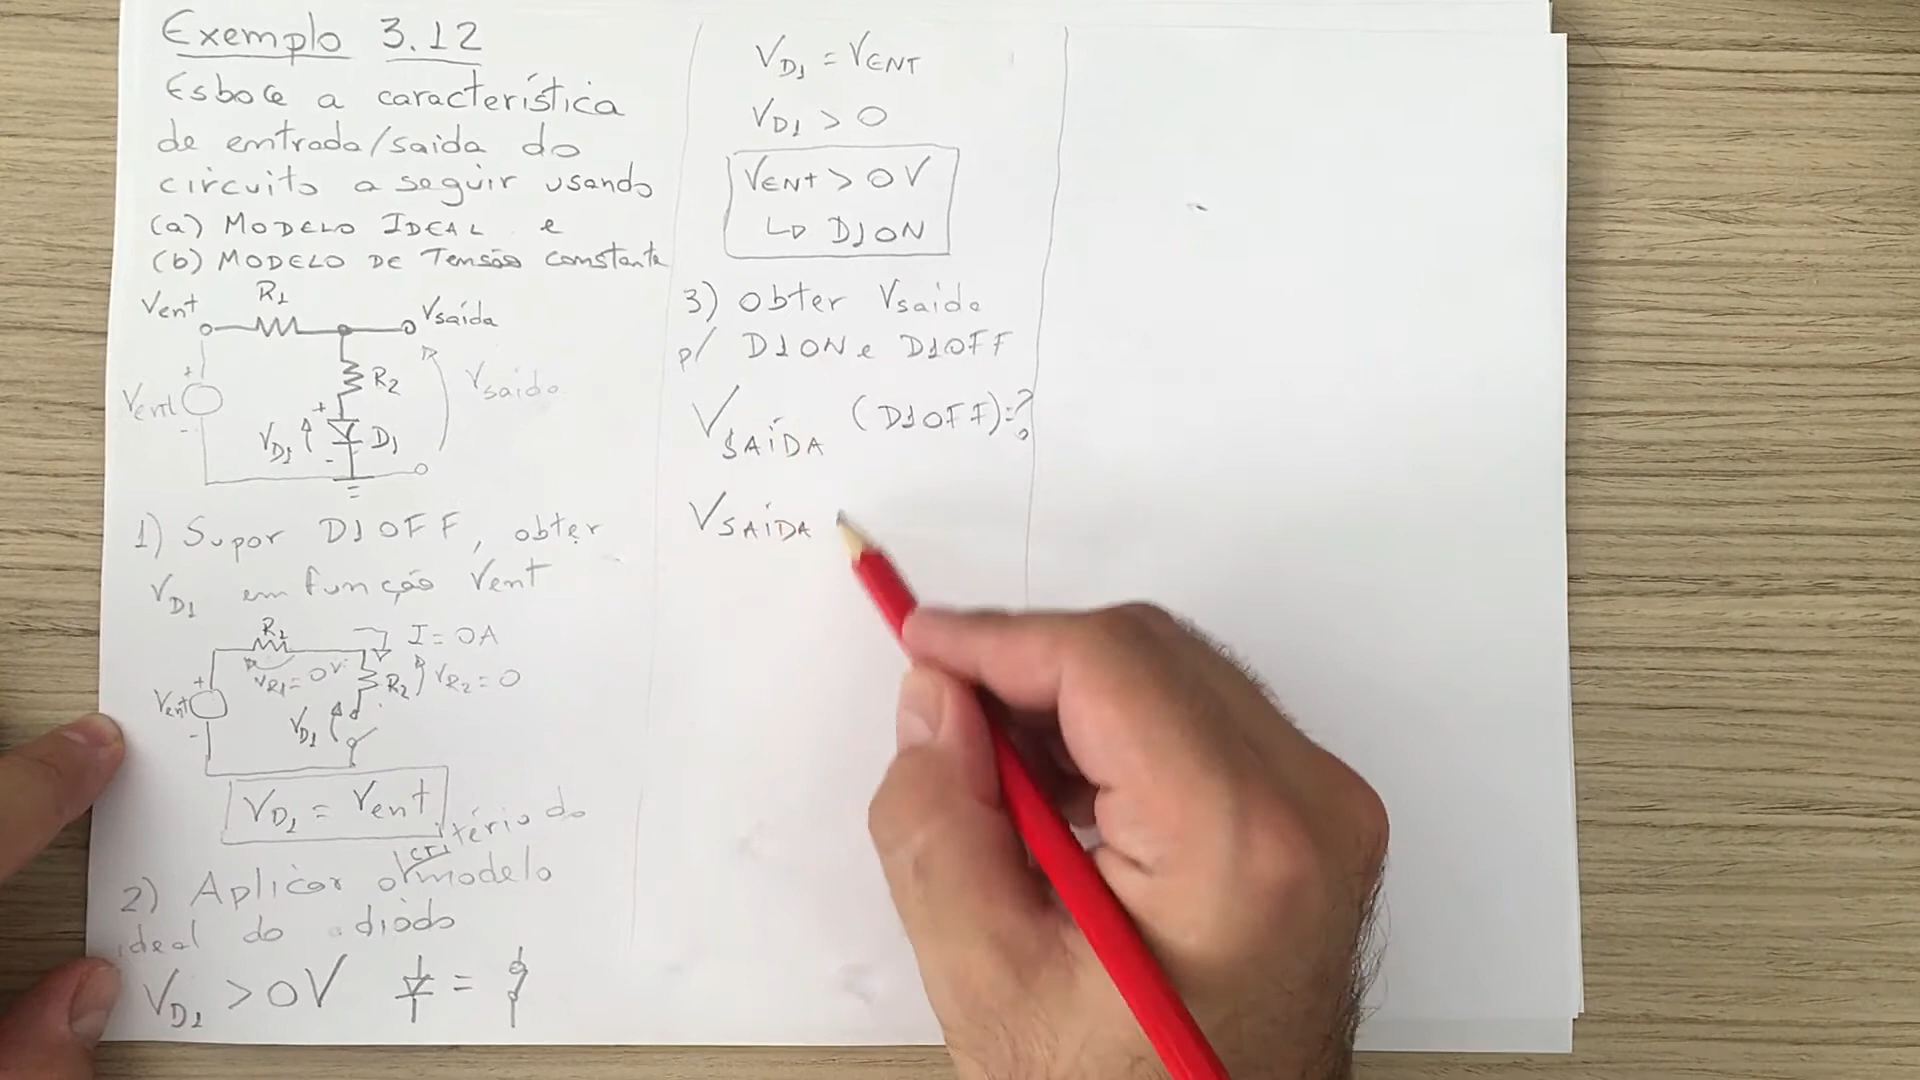 Exemplo 3.12
Esboce a característica
de entrada/saida do
circuito a seguir usando
(a) MODELO IDEAL e
(b) MODELO DE Tensão constante
Vent R1 Vsaída
R2 Vsaida
Vent
VD1 D1
1) Supor D1 OFF, obter
VD1 em função Vent
R1 I = 0A
VR1 = 0V R2 VR2 = 0
Vent
VD1
VD1 = Vent
2) Aplicar o critério do modelo
ideal do diodo
VD1 > 0V =
VD1 = VENT
VD1 > 0
VENT > 0V
↳ D1 ON
3) Obter Vsaida
p/ D1 ON e D1 OFF
VSAÍDA (D1 OFF) = ?
VSAÍDA